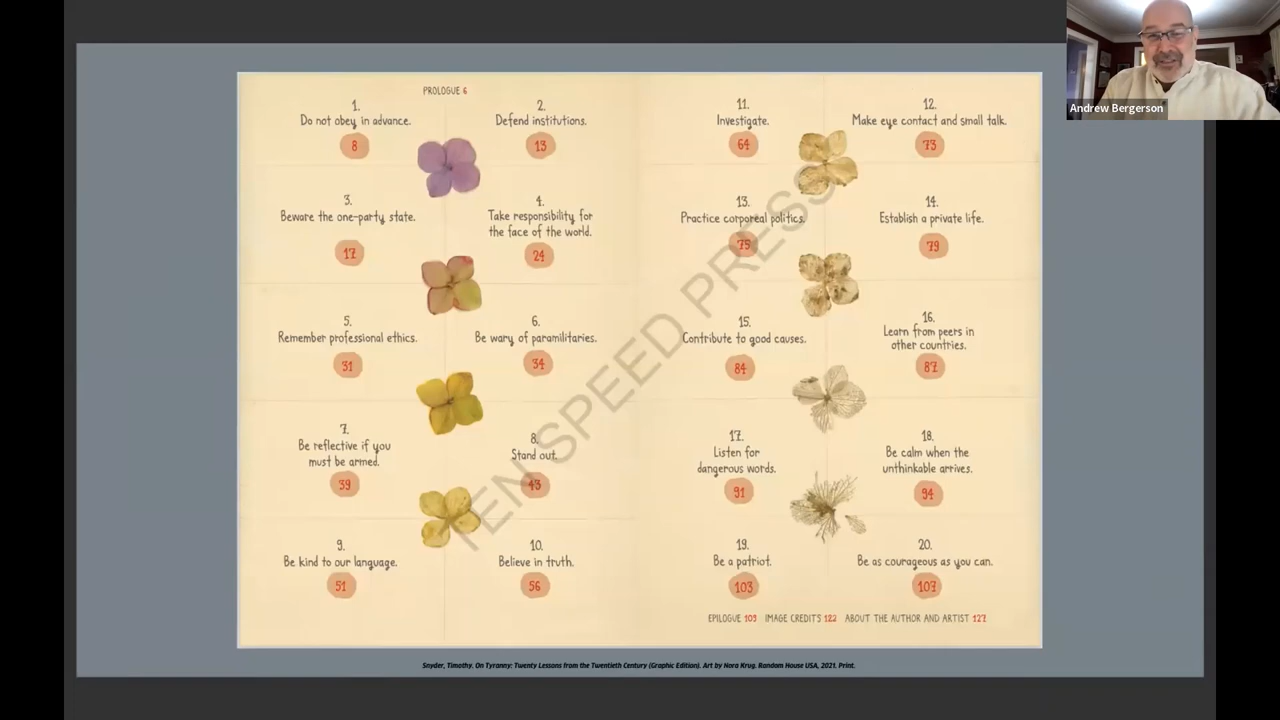 Andrew Bergerson
PROLOGUE 6
1.
Do not obey in advance.
8
2.
Defend institutions.
13
3.
Beware the one-party state.
17
4.
Take responsibility for
the face of the world.
24
5.
Remember professional ethics.
31
6.
Be wary of paramilitaries.
34
7.
Be reflective if you
must be armed.
39
8.
Stand out.
43
9.
Be kind to our language.
51
10.
Believe in truth.
56
11.
Investigate.
64
12.
Make eye contact and small talk.
73
13.
Practice corporeal politics.
75
14.
Establish a private life.
79
15.
Contribute to good causes.
84
16.
Learn from peers in
other countries.
87
17.
Listen for
dangerous words.
91
18.
Be calm when the
unthinkable arrives.
94
19.
Be a patriot.
103
20.
Be as courageous as you can.
107
EPILOGUE 109 IMAGE CREDITS 122 ABOUT THE AUTHOR AND ARTIST 127
TEN SPEED PRESS
Snyder, Timothy. On Tyranny: Twenty Lessons from the Twentieth Century (Graphic Edition). Art by Nora Krug. Random House USA, 2021. Print.